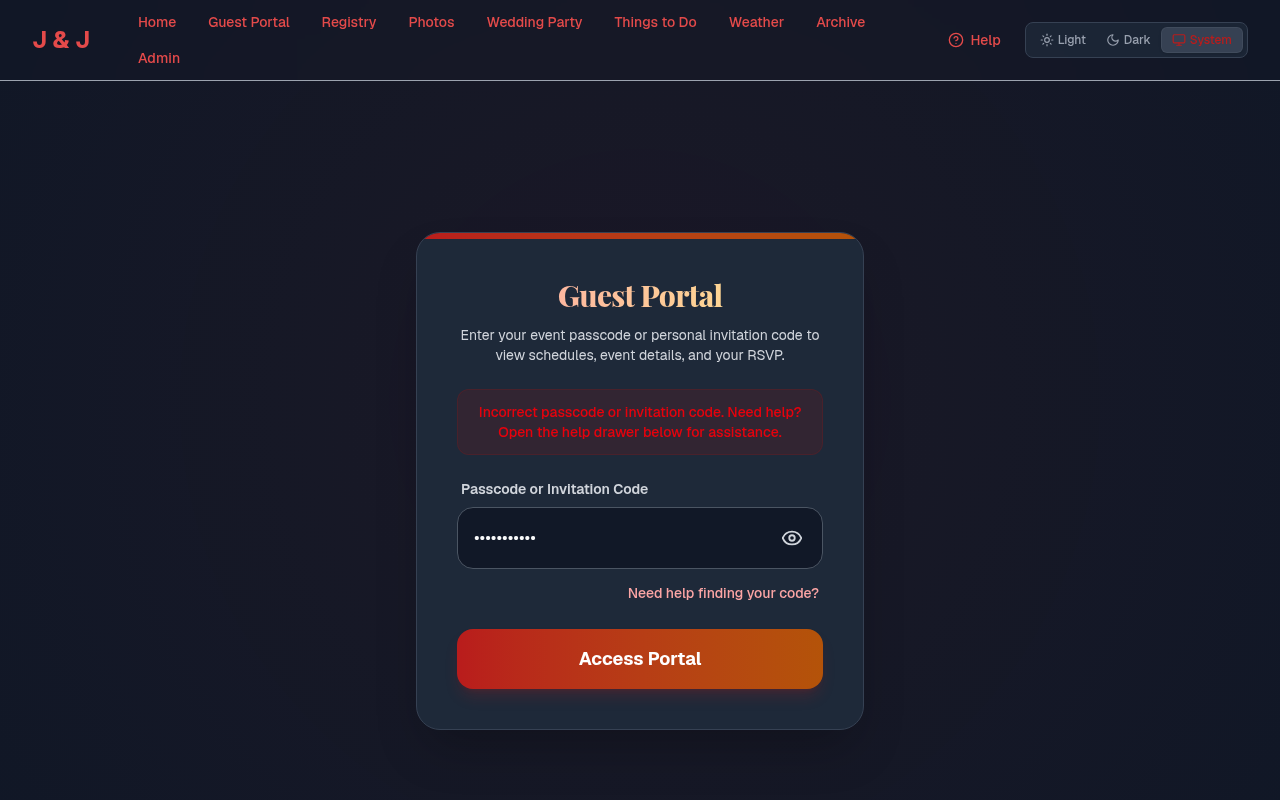 J & J
Home Guest Portal Registry Photos Wedding Party Things to Do Weather Archive
Admin
Help
Light Dark System
Guest Portal
Enter your event passcode or personal invitation code to
view schedules, event details, and your RSVP.
Incorrect passcode or invitation code. Need help?
Open the help drawer below for assistance.
Passcode or Invitation Code
•••••••••••
Need help finding your code?
Access Portal